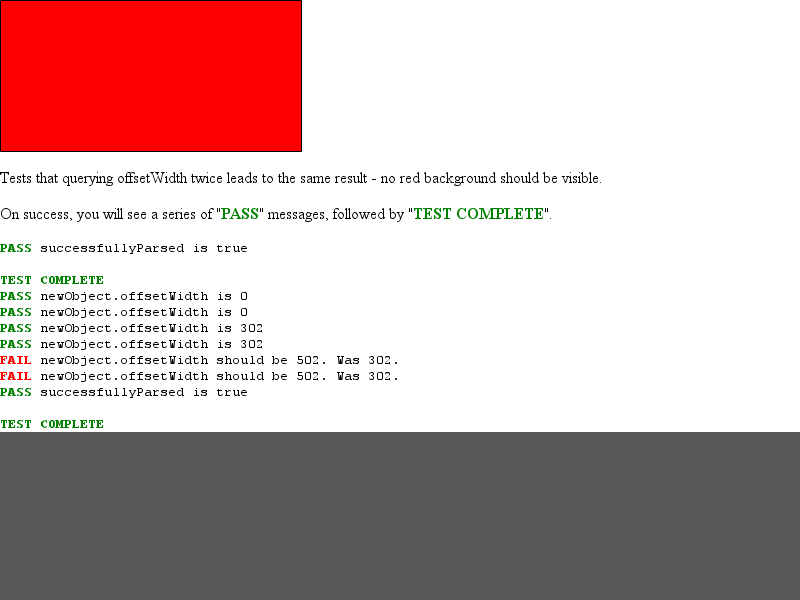 Tests that querying offsetWidth twice leads to the same result - no red background should be visible.
On success, you will see a series of "PASS" messages, followed by "TEST COMPLETE".
PASS successfullyParsed is true
TEST COMPLETE
PASS newObject.offsetWidth is 0
PASS newObject.offsetWidth is 0
PASS newObject.offsetWidth is 302
PASS newObject.offsetWidth is 302
FAIL newObject.offsetWidth should be 502. Was 302.
FAIL newObject.offsetWidth should be 502. Was 302.
PASS successfullyParsed is true
TEST COMPLETE